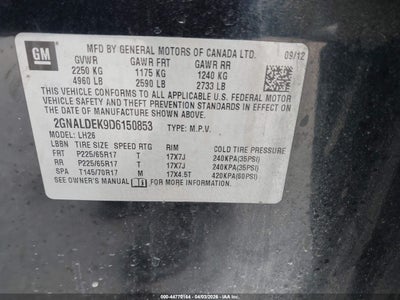 GM
MFD BY GENERAL MOTORS OF CANADA LTD.
GVWR GAWR FRT GAWR RR 09/12
2250 KG 1175 KG 1240 KG
4960 LB 2590 LB 2733 LB
THIS VEHICLE CONFORMS TO ALL APPLICABLE U.S. FEDERAL MOTOR
VEHICLE SAFETY AND THEFT PREVENTION STANDARDS IN
EFFECT ON THE DATE OF MANUFACTURE SHOWN ABOVE.
2GNALDEK9D6150853 TYPE: M.P.V.
MODEL: LH26
LBBN TIRE SIZE SPEED RTG RIM COLD TIRE PRESSURE
FRT P225/65R17 T 17X7J 240KPA(35PSI)
RR P225/65R17 T 17X7J 240KPA(35PSI)
SPA T145/70R17 M 17X4.5T 420KPA(60PSI)
SEE OWNER'S MANUAL FOR ADDITIONAL INFORMATION.
© IAA 44770144 | 04/03/2026 - USA